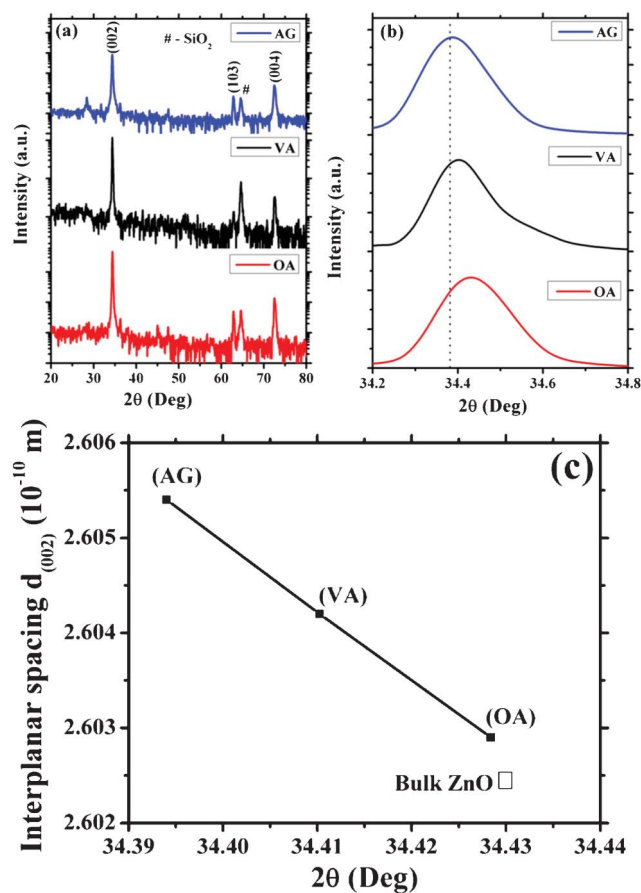 (a)
(002)
# - SiO2
AG
(103)
#
(004)
VA
OA
Intensity (a.u.)
20 30 40 50 60 70 80
2θ (Deg)
(b)
AG
VA
OA
Intensity (a.u.)
34.2 34.4 34.6 34.8
2θ (Deg)
(c)
2.606
2.605
2.604
2.603
2.602
Interplanar spacing d(002) (10-10 m)
(AG)
(VA)
(OA)
Bulk ZnO
34.39 34.40 34.41 34.42 34.43 34.44
2θ (Deg)